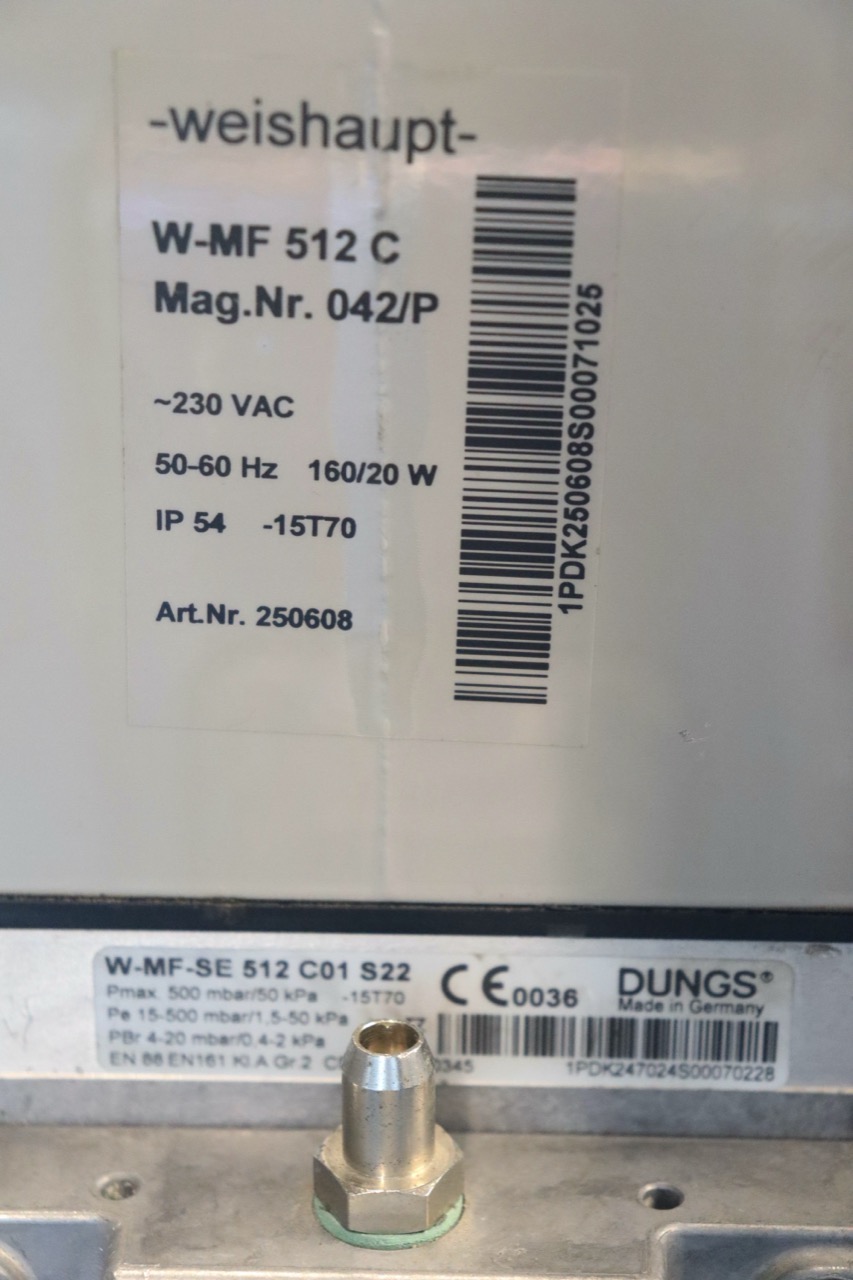 -weishaupt-
W-MF 512 C
Mag.Nr. 042/P
~230 VAC
50-60 Hz 160/20 W
IP 54 -15T70
Art.Nr. 250608
1PDK250608S00071025
W-MF-SE 512 C01 S22
Pmax. 500 mbar/50 kPa -15T70
Pe 15-500 mbar/1,5-50 kPa
PBr 4-20 mbar/0,4-2 kPa
EN 88 EN161 Kl.A Gr.2
CE 0036
DUNGS®
Made in Germany
0345
1PDK247024S00070228